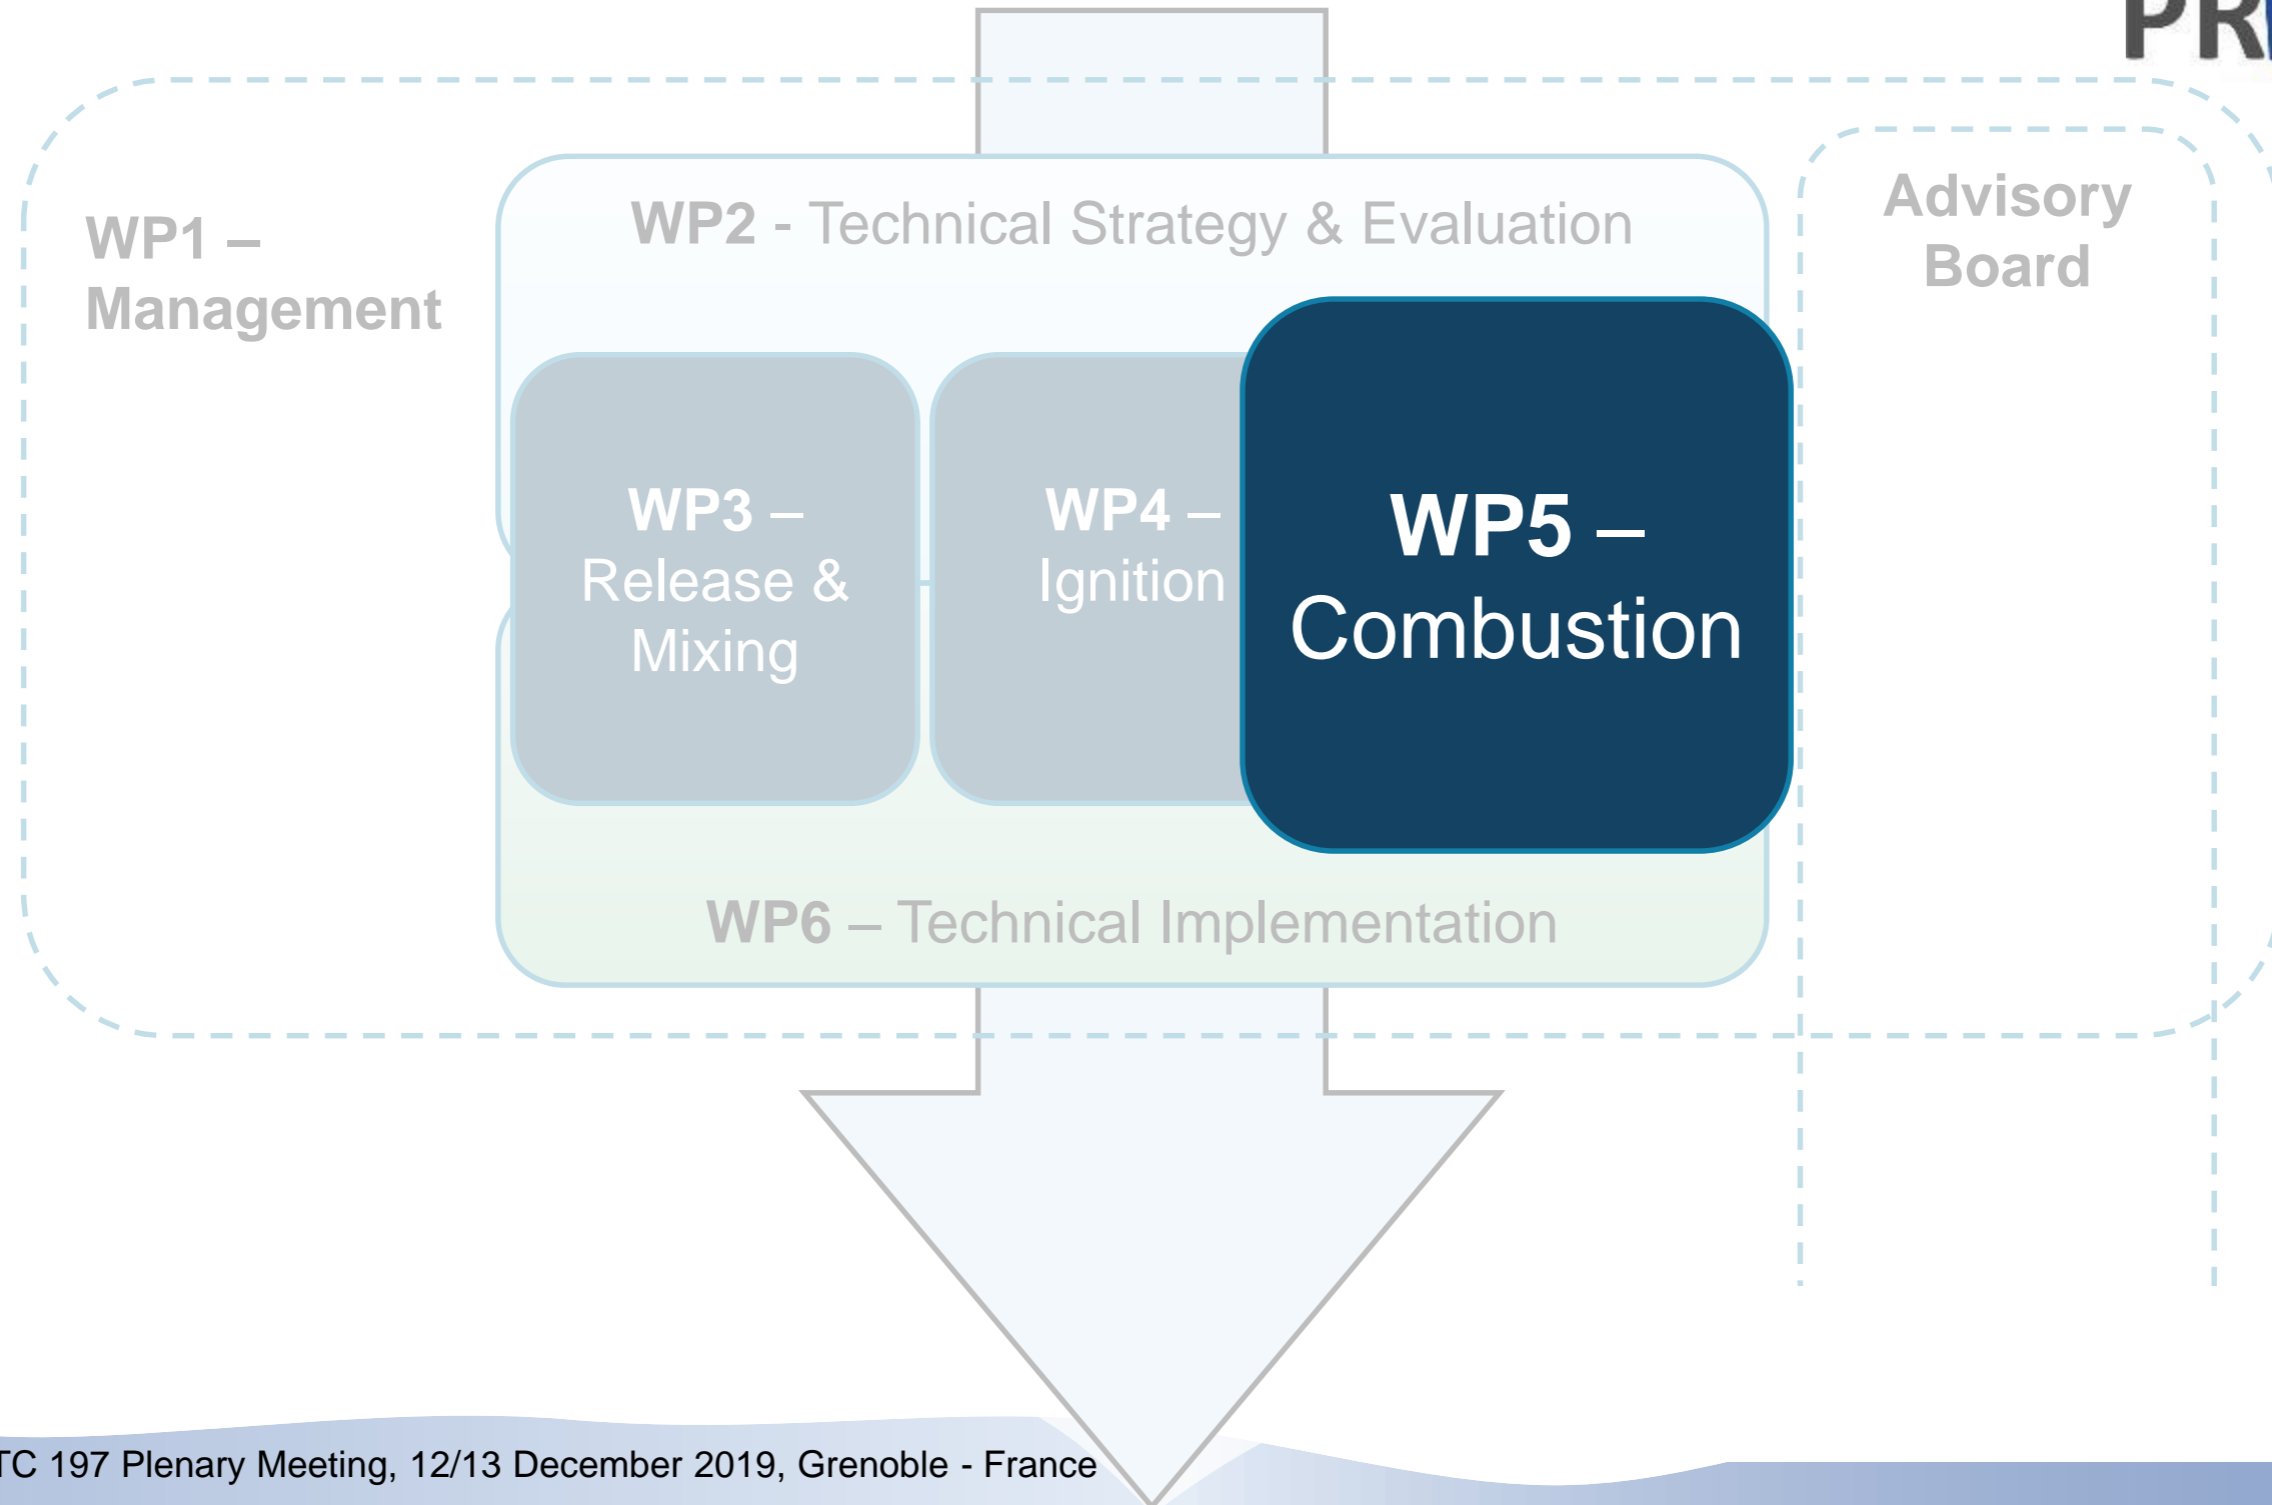 WP1 –
Management
WP2 - Technical Strategy & Evaluation
Advisory
Board
WP3 –
Release &
Mixing
WP4 –
Ignition
WP5 –
Combustion
WP6 – Technical Implementation
TC 197 Plenary Meeting, 12/13 December 2019, Grenoble - France